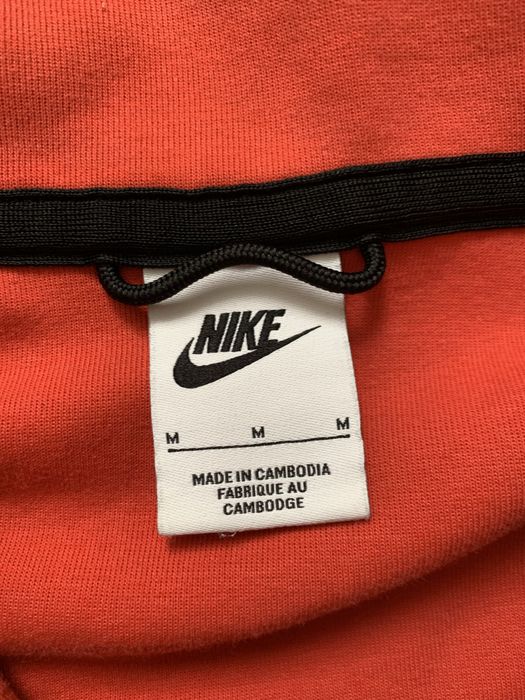 NIKE
M M M
MADE IN CAMBODIA
FABRIQUE AU
CAMBODGE